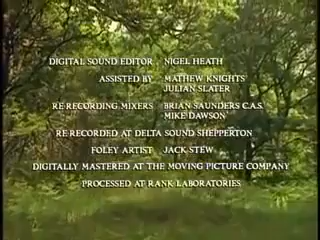 DIGITAL SOUND EDITOR NIGEL HEATH
ASSISTED BY MATHEW KNIGHTS
JULIAN SLATER
RE-RECORDING MIXERS BRIAN SAUNDERS C.A.S.
MIKE DAWSON
RE-RECORDED AT DELTA SOUND SHEPPERTON
FOLEY ARTIST JACK STEW
DIGITALLY MASTERED AT THE MOVING PICTURE COMPANY
PROCESSED AT RANK LABORATORIES